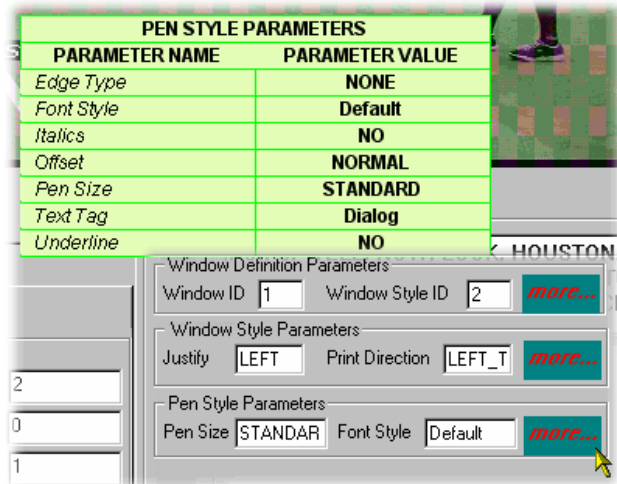 PEN STYLE PARAMETERS
PARAMETER NAME PARAMETER VALUE
Edge Type NONE
Font Style Default
Italics NO
Offset NORMAL
Pen Size STANDARD
Text Tag Dialog
Underline NO
LOOK, HOUSTON.
Window Definition Parameters
Window ID 1 Window Style ID 2 more...
Window Style Parameters
Justify LEFT Print Direction LEFT_T more...
2
Pen Style Parameters
0
Pen Size STANDAR Font Style Default more...
1